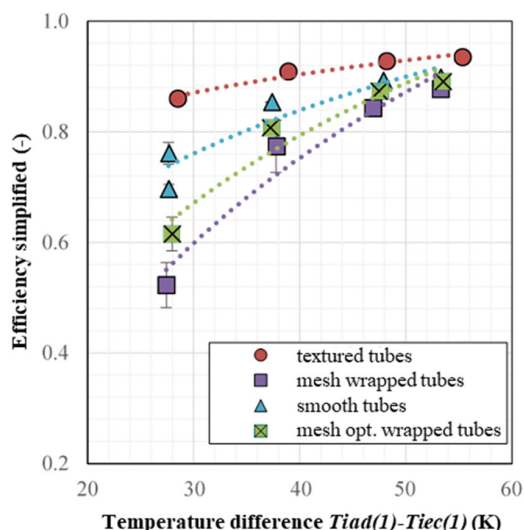 1.0
0.8
0.6
0.4
0.2
Efficiency simplified (-)
textured tubes
mesh wrapped tubes
smooth tubes
mesh opt. wrapped tubes
20 30 40 50 60
Temperature difference Tiad(1)-Tiec(1) (K)